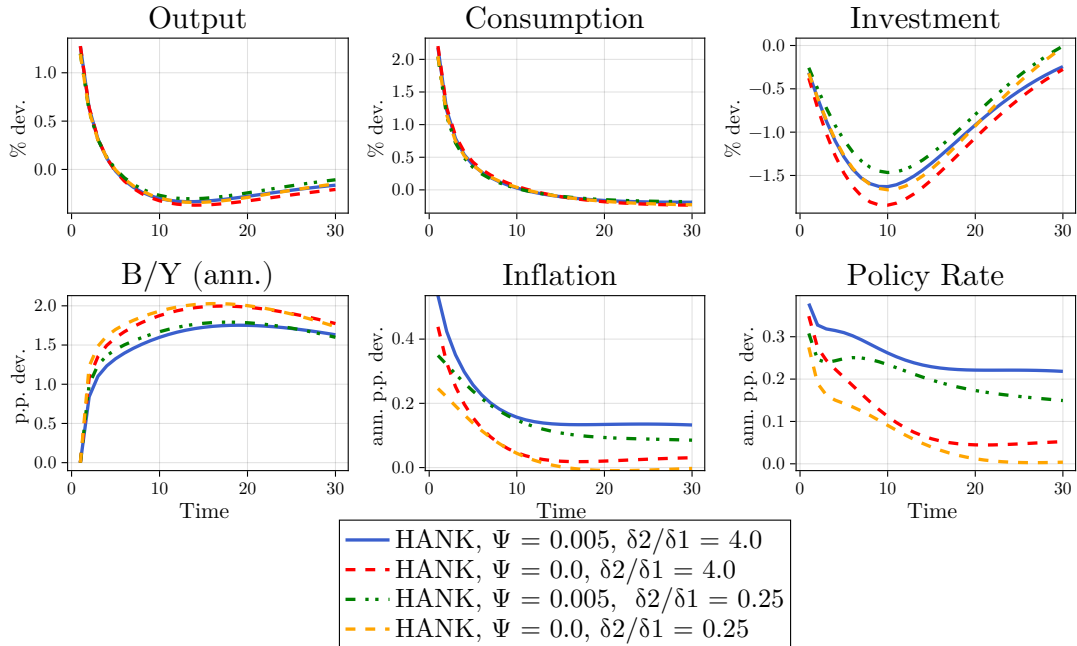 Output
Consumption
Investment
% dev.
1.0
0.5
0.0
0
10
20
30
% dev.
2.0
1.5
1.0
0.5
0.0
0
10
20
30
% dev.
0.0
−0.5
−1.0
−1.5
0
10
20
30
B/Y (ann.)
Inflation
Policy Rate
p.p. dev.
2.0
1.5
1.0
0.5
0.0
0
10
20
30
Time
ann. p.p. dev.
0.4
0.2
0.0
0
10
20
30
Time
ann. p.p. dev.
0.3
0.2
0.1
0.0
0
10
20
30
Time
HANK, Ψ = 0.005, δ2/δ1 = 4.0
HANK, Ψ = 0.0, δ2/δ1 = 4.0
HANK, Ψ = 0.005, δ2/δ1 = 0.25
HANK, Ψ = 0.0, δ2/δ1 = 0.25